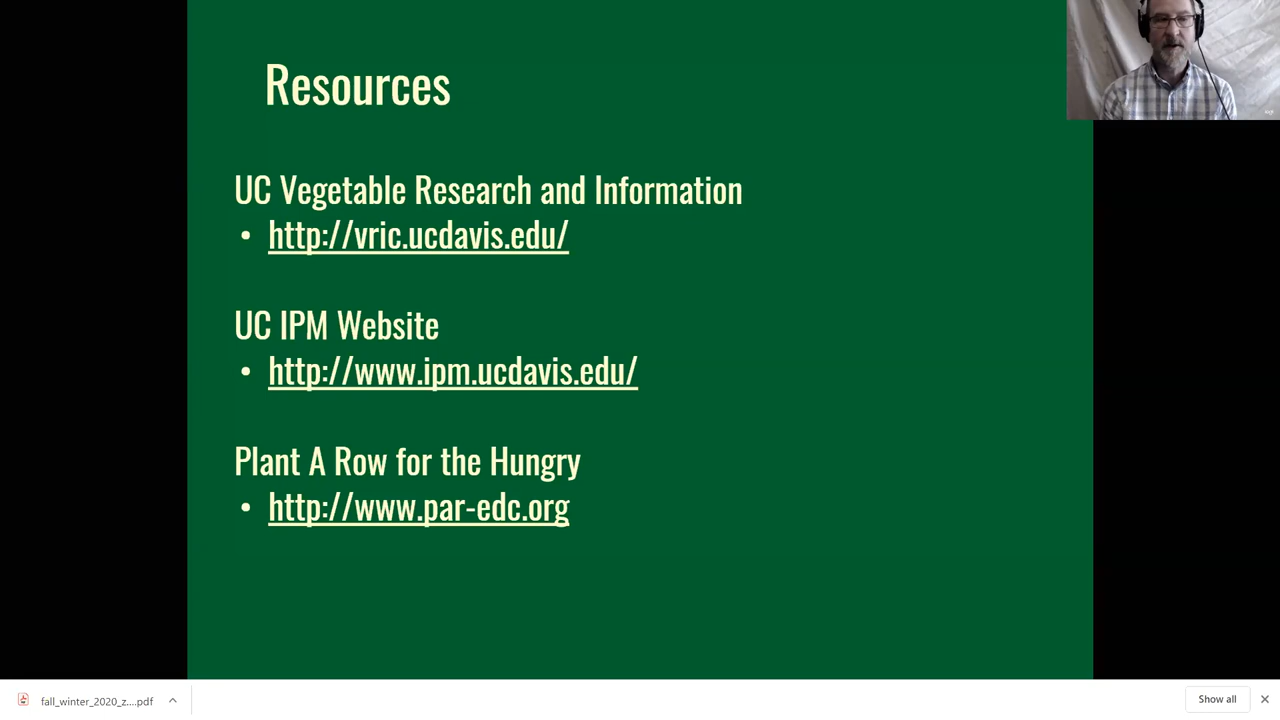 Resources
UC Vegetable Research and Information
• http://vric.ucdavis.edu/
UC IPM Website
• http://www.ipm.ucdavis.edu/
Plant A Row for the Hungry
• http://www.par-edc.org
fall_winter_2020_z....pdf
Show all